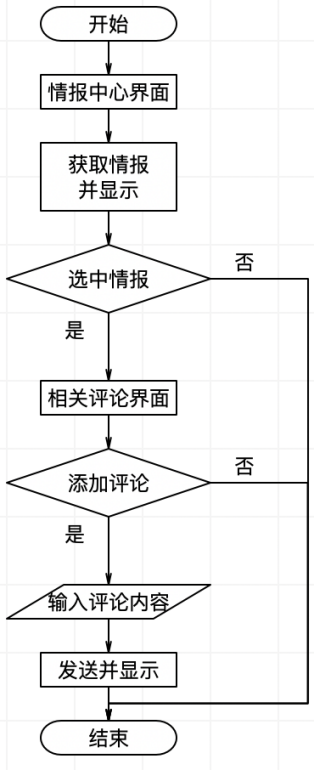 开始
情报中心界面
获取情报
并显示
选中情报
否
是
相关评论界面
添加评论
否
是
输入评论内容
发送并显示
结束